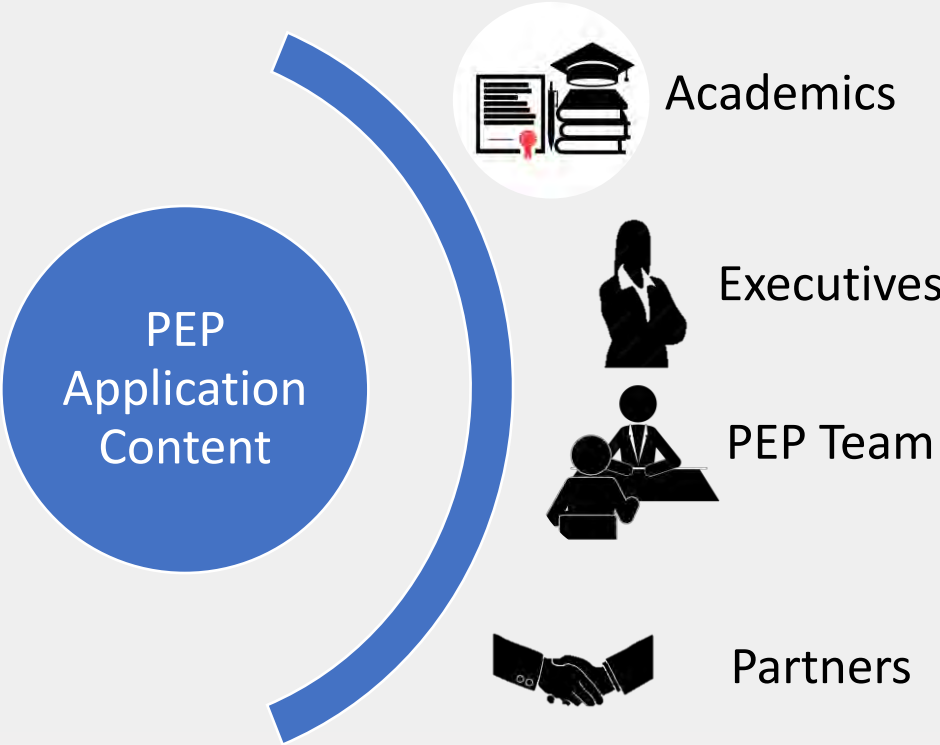 Academics
Executives
PEP
Application
Content
PEP Team
Partners